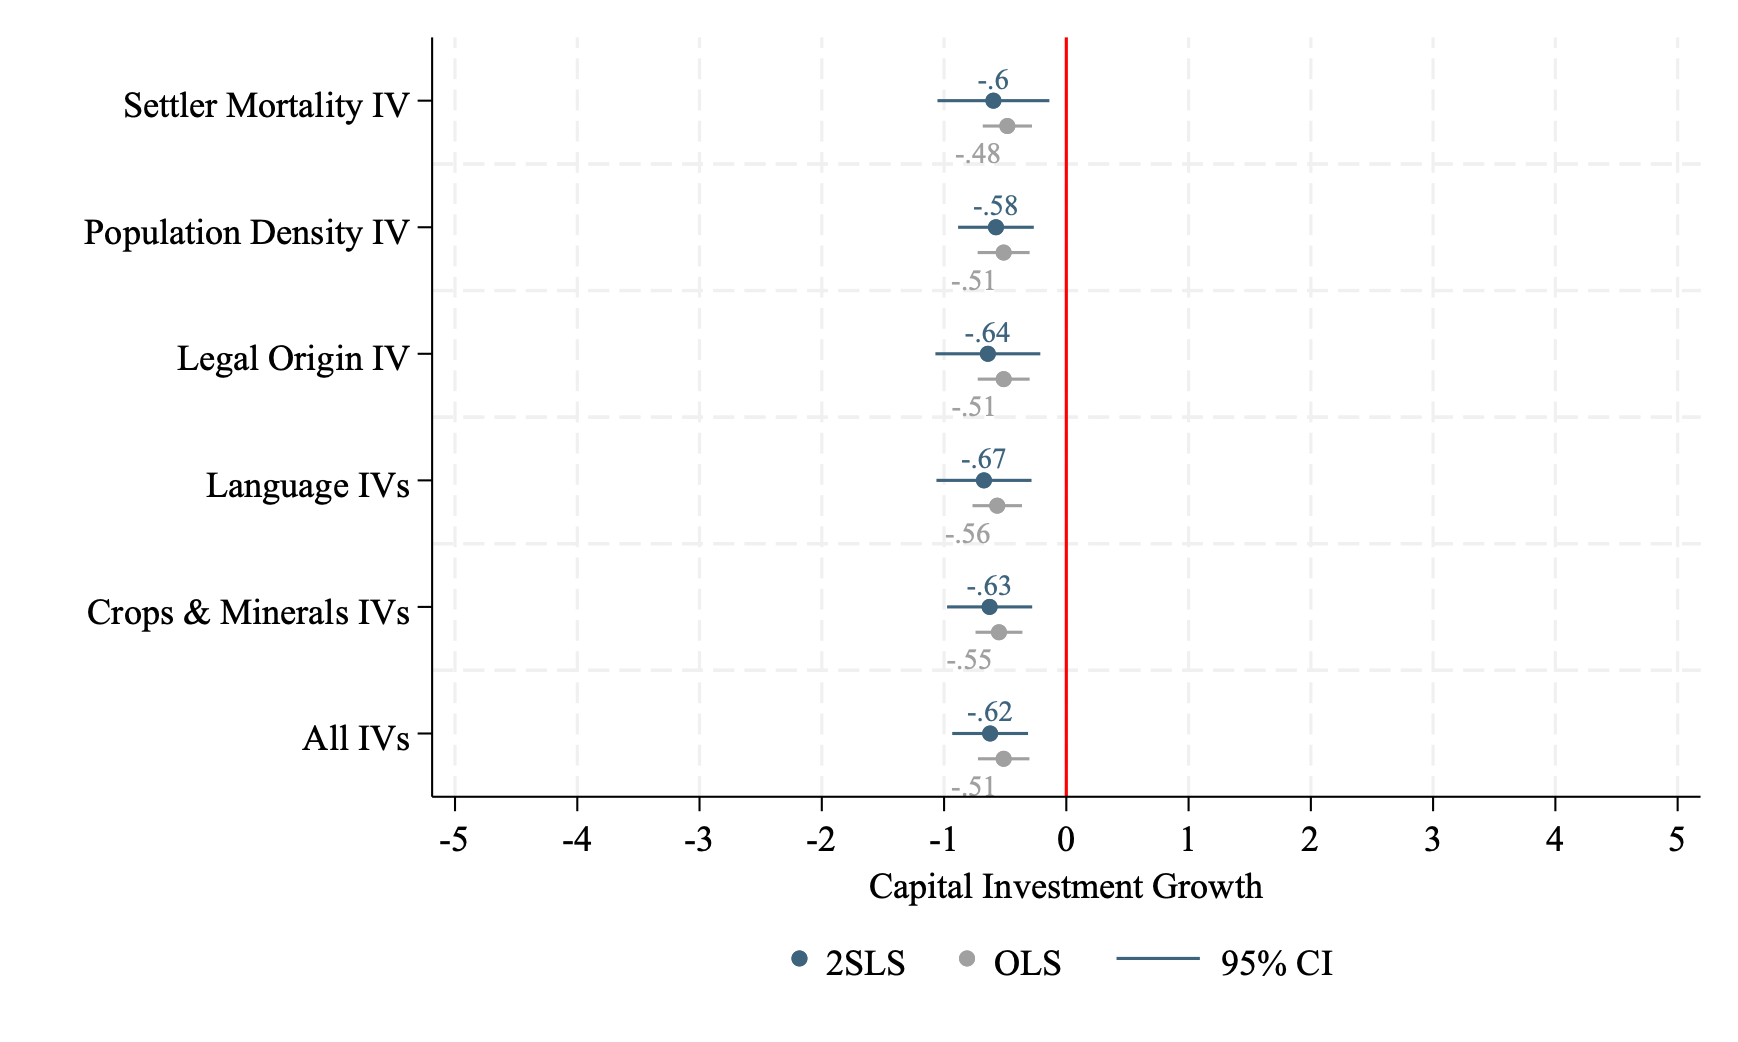 -.6
Settler Mortality IV
-.48
-.58
Population Density IV
-.51
-.64
Legal Origin IV
-.51
-.67
Language IVs
-.56
-.63
Crops & Minerals IVs
-.55
-.62
All IVs
-.51
-5 -4 -3 -2 -1 0 1 2 3 4 5
Capital Investment Growth
2SLS OLS 95% CI